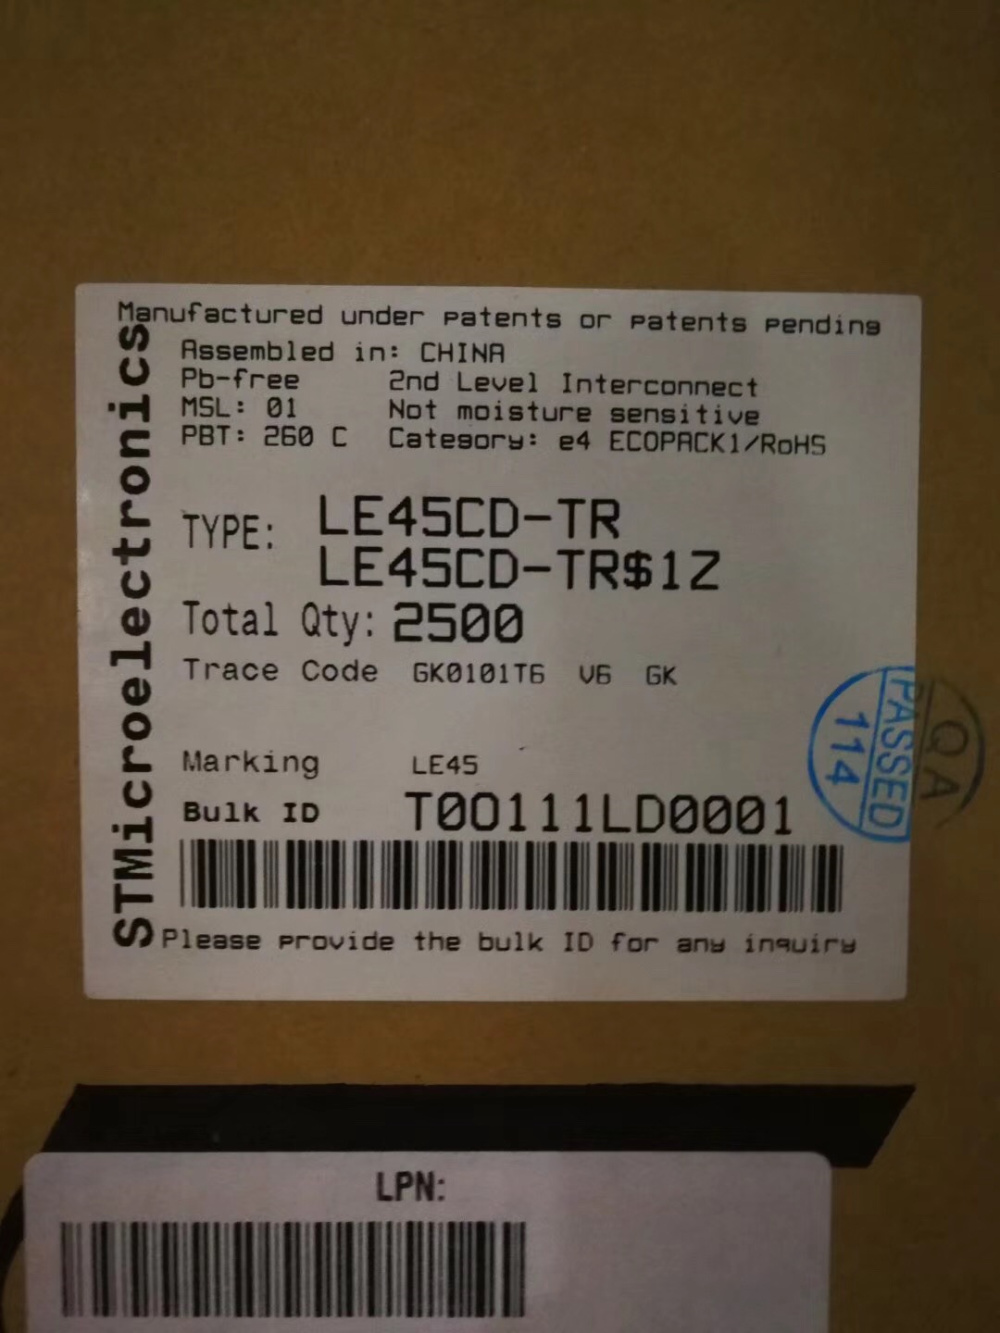 Manufactured under patents or patents pending
STMicroelectronics
Assembled in: CHINA
Pb-free 2nd Level Interconnect
MSL: 01 Not moisture sensitive
PBT: 260 C Category: e4 ECOPACK1/RoHS
TYPE: LE45CD-TR
LE45CD-TR$1Z
Total Qty: 2500
Trace Code GK0101T6 V6 GK
Marking LE45
Bulk ID T00111LD0001
Please provide the bulk ID for any inquiry
QA
PASSED
114
LPN: